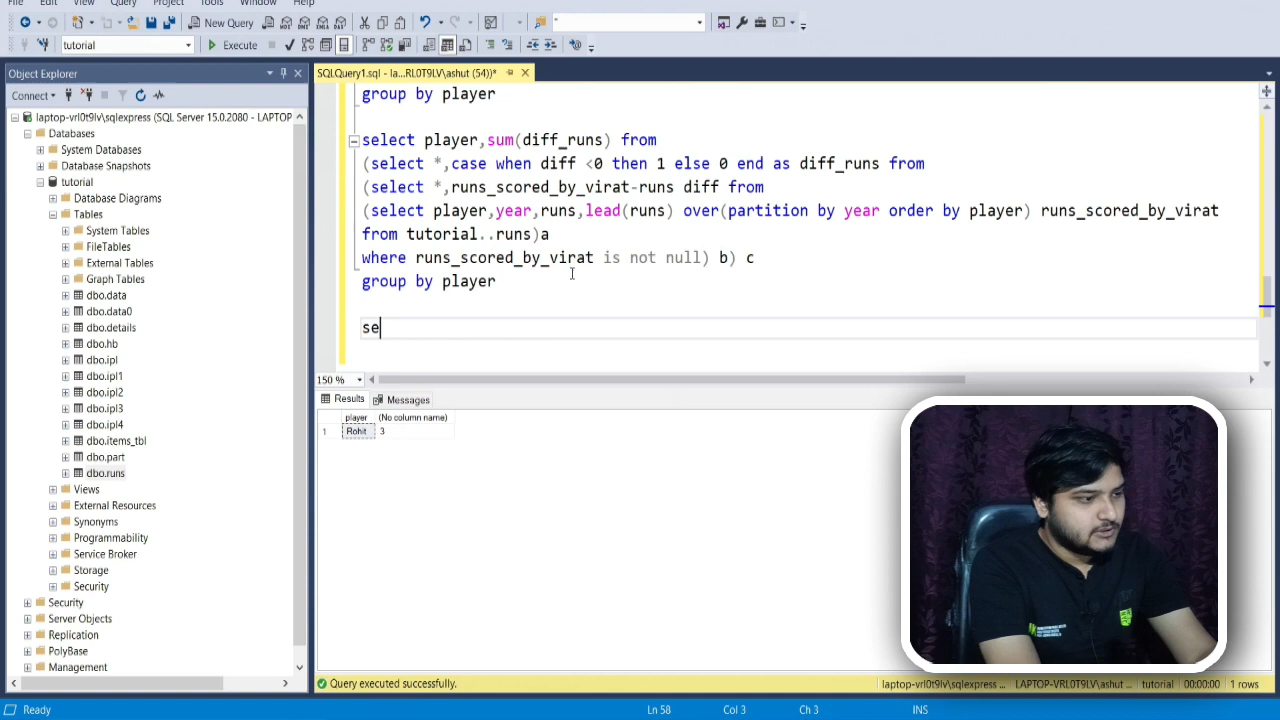 File Edit View Query Project Tools Window Help
New Query
tutorial
Execute
Object Explorer
SQLQuery1.sql - la...RL0T9LV\ashut (54))*
Connect
laptop-vrl0t9lv\sqlexpress (SQL Server 15.0.2080 - LAPTOP
Databases
System Databases
Database Snapshots
tutorial
Database Diagrams
Tables
System Tables
FileTables
External Tables
Graph Tables
dbo.data
dbo.data0
dbo.details
dbo.hb
dbo.ipl
dbo.ipl1
dbo.ipl2
dbo.ipl3
dbo.ipl4
dbo.items_tbl
dbo.part
dbo.runs
Views
External Resources
Synonyms
Programmability
Service Broker
Storage
Security
Security
Server Objects
Replication
PolyBase
Management
group by player
select player,sum(diff_runs) from
(select *,case when diff <0 then 1 else 0 end as diff_runs from
(select *,runs_scored_by_virat-runs diff from
(select player,year,runs,lead(runs) over(partition by year order by player) runs_scored_by_virat
from tutorial..runs)a
where runs_scored_by_virat is not null) b) c
group by player
se
150 %
Results Messages
player (No column name)
1 Rohit 3
Query executed successfully.
laptop-vrl0t9lv\sqlexpress ... LAPTOP-VRL0T9LV\ashut ... tutorial 00:00:00 1 rows
Ready Ln 58 Col 3 Ch 3 INS